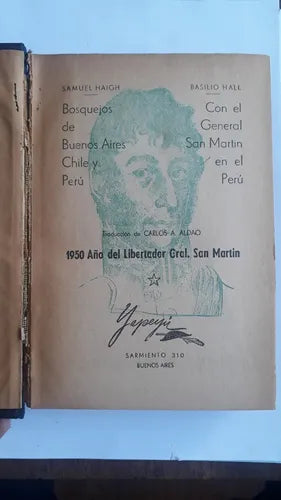 SAMUEL HAIGH
Bosquejos
de
Buenos Aires
Chile y
Perú
BASILIO HALL
Con el
General
San Martin
en el
Perú
Traducción de CARLOS A. ALDAO
1950 Año del Libertador Gral. San Martin
Yapeyú
SARMIENTO 310
BUENOS AIRES